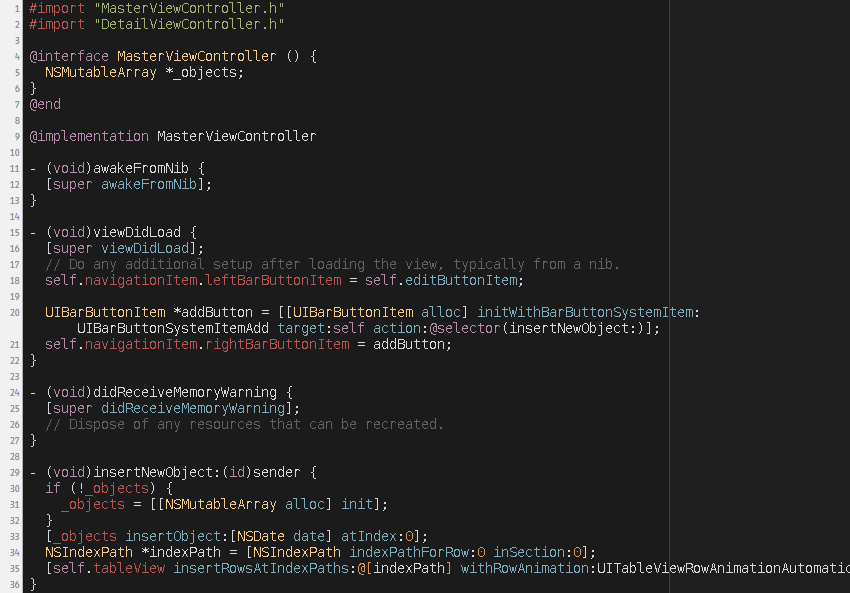 1 #import "MasterViewController.h"
2 #import "DetailViewController.h"
3
4 @interface MasterViewController () {
5   NSMutableArray *_objects;
6 }
7 @end
8
9 @implementation MasterViewController
10
11 - (void)awakeFromNib {
12   [super awakeFromNib];
13 }
14
15 - (void)viewDidLoad {
16   [super viewDidLoad];
17   // Do any additional setup after loading the view, typically from a nib.
18   self.navigationItem.leftBarButtonItem = self.editButtonItem;
19
20   UIBarButtonItem *addButton = [[UIBarButtonItem alloc] initWithBarButtonSystemItem:
      UIBarButtonSystemItemAdd target:self action:@selector(insertNewObject:)];
21   self.navigationItem.rightBarButtonItem = addButton;
22 }
23
24 - (void)didReceiveMemoryWarning {
25   [super didReceiveMemoryWarning];
26   // Dispose of any resources that can be recreated.
27 }
28
29 - (void)insertNewObject:(id)sender {
30   if (!_objects) {
31     _objects = [[NSMutableArray alloc] init];
32   }
33   [_objects insertObject:[NSDate date] atIndex:0];
34   NSIndexPath *indexPath = [NSIndexPath indexPathForRow:0 inSection:0];
35   [self.tableView insertRowsAtIndexPaths:@[indexPath] withRowAnimation:UITableViewRowAnimationAutomatic
36 }